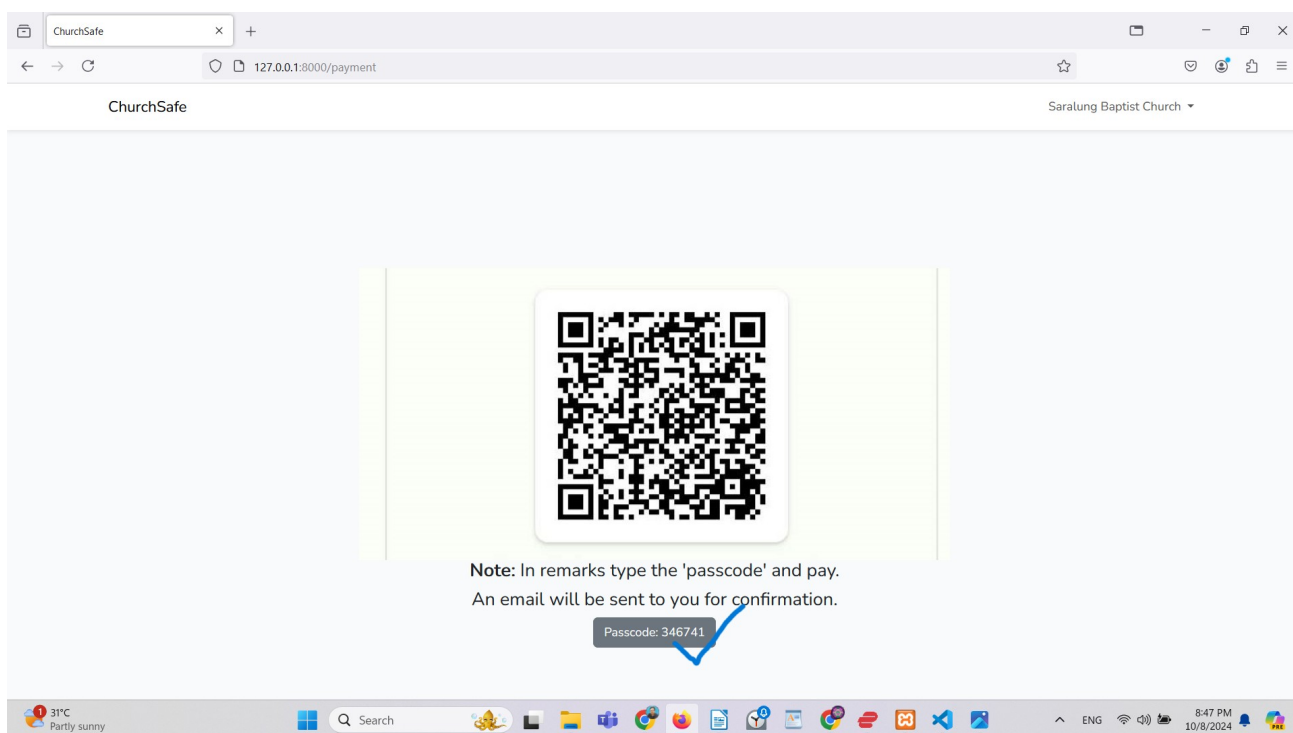 ChurchSafe
127.0.0.1:8000/payment
ChurchSafe
Saralung Baptist Church
Note: In remarks type the 'passcode' and pay.
An email will be sent to you for confirmation.
Passcode: 346741
1
31°C
Partly sunny
Search
ENG
8:47 PM
10/8/2024
PRE